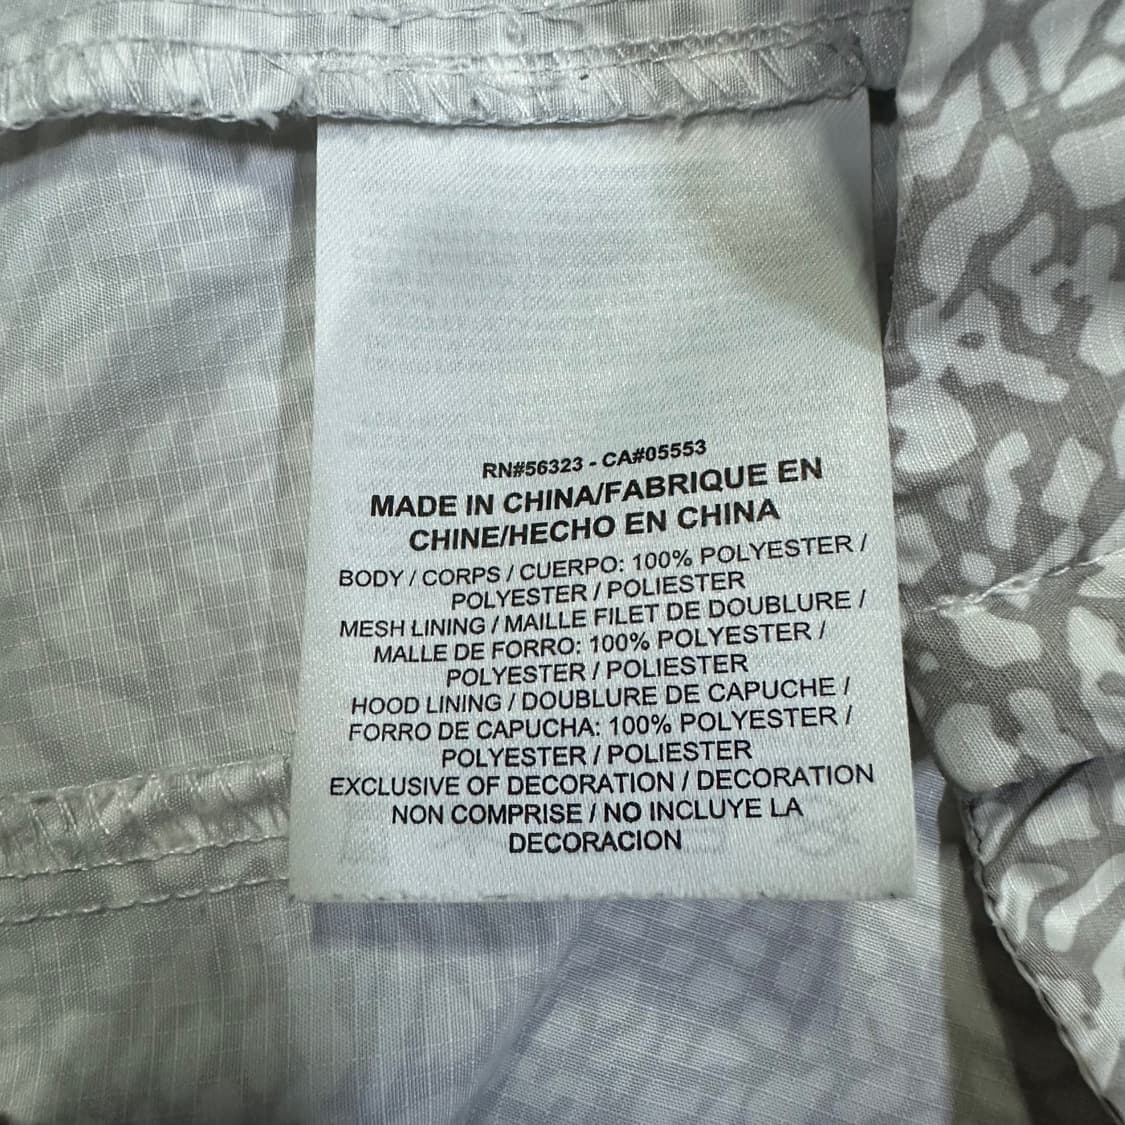 RN#56323 - CA#05553
MADE IN CHINA/FABRIQUE EN
CHINE/HECHO EN CHINA
BODY / CORPS / CUERPO: 100% POLYESTER /
POLYESTER / POLIESTER
MESH LINING / MAILLE FILET DE DOUBLURE /
MALLE DE FORRO: 100% POLYESTER /
POLYESTER / POLIESTER
HOOD LINING / DOUBLURE DE CAPUCHE /
FORRO DE CAPUCHA: 100% POLYESTER /
POLYESTER / POLIESTER
EXCLUSIVE OF DECORATION / DECORATION
NON COMPRISE / NO INCLUYE LA
DECORACION